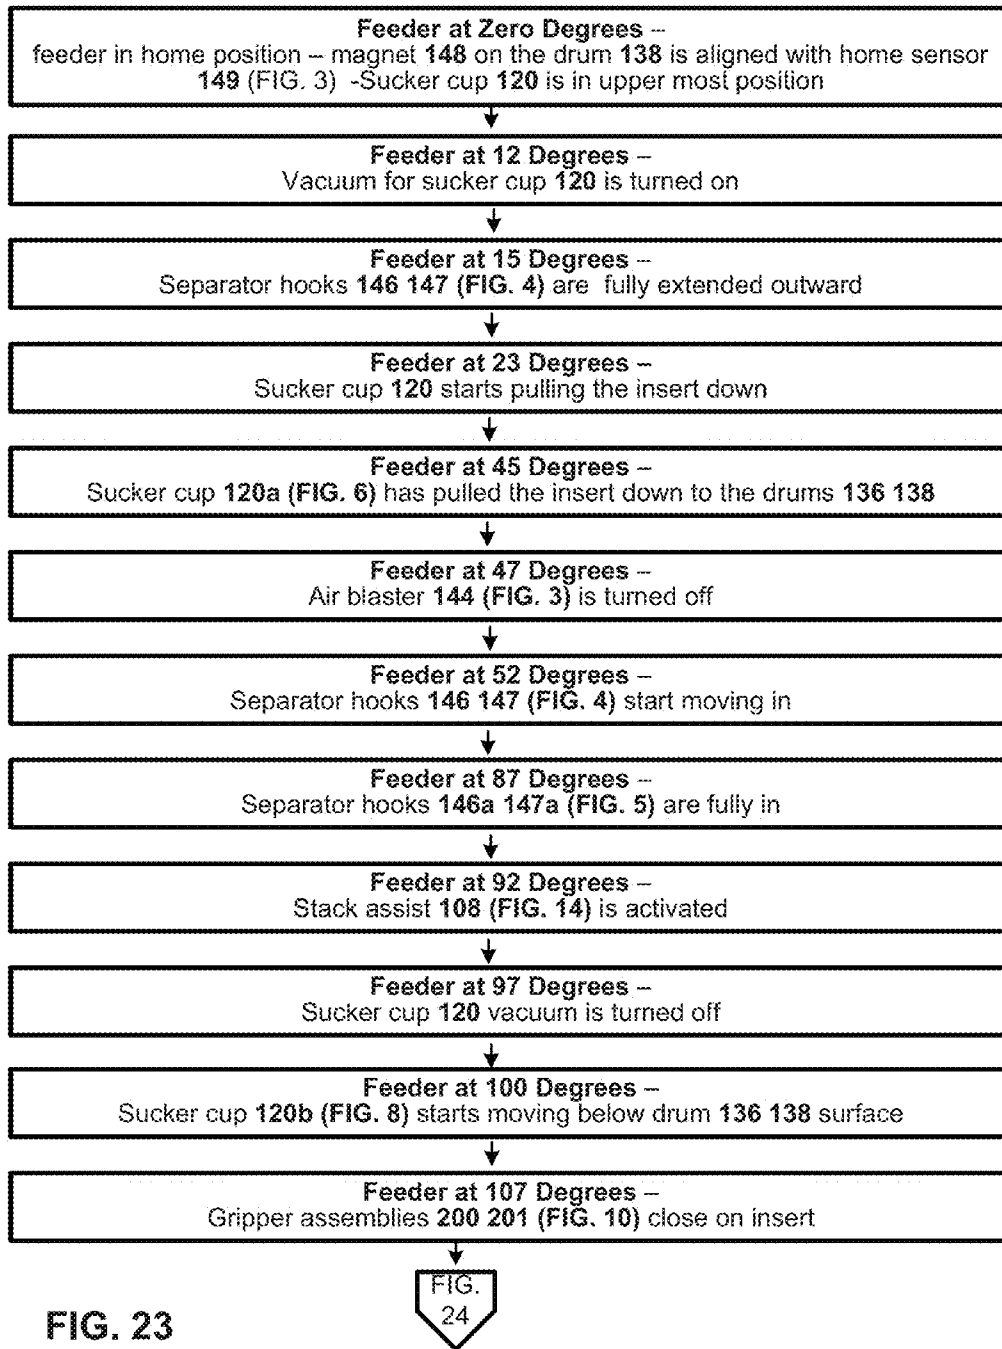 Feeder at Zero Degrees –
feeder in home position – magnet 148 on the drum 138 is aligned with home sensor
149 (FIG. 3) -Sucker cup 120 is in upper most position
Feeder at 12 Degrees –
Vacuum for sucker cup 120 is turned on
Feeder at 15 Degrees –
Separator hooks 146 147 (FIG. 4) are fully extended outward
Feeder at 23 Degrees –
Sucker cup 120 starts pulling the insert down
Feeder at 45 Degrees –
Sucker cup 120a (FIG. 6) has pulled the insert down to the drums 136 138
Feeder at 47 Degrees –
Air blaster 144 (FIG. 3) is turned off
Feeder at 52 Degrees –
Separator hooks 146 147 (FIG. 4) start moving in
Feeder at 87 Degrees –
Separator hooks 146a 147a (FIG. 5) are fully in
Feeder at 92 Degrees –
Stack assist 108 (FIG. 14) is activated
Feeder at 97 Degrees –
Sucker cup 120 vacuum is turned off
Feeder at 100 Degrees –
Sucker cup 120b (FIG. 8) starts moving below drum 136 138 surface
Feeder at 107 Degrees –
Gripper assemblies 200 201 (FIG. 10) close on insert
FIG.
24
FIG. 23